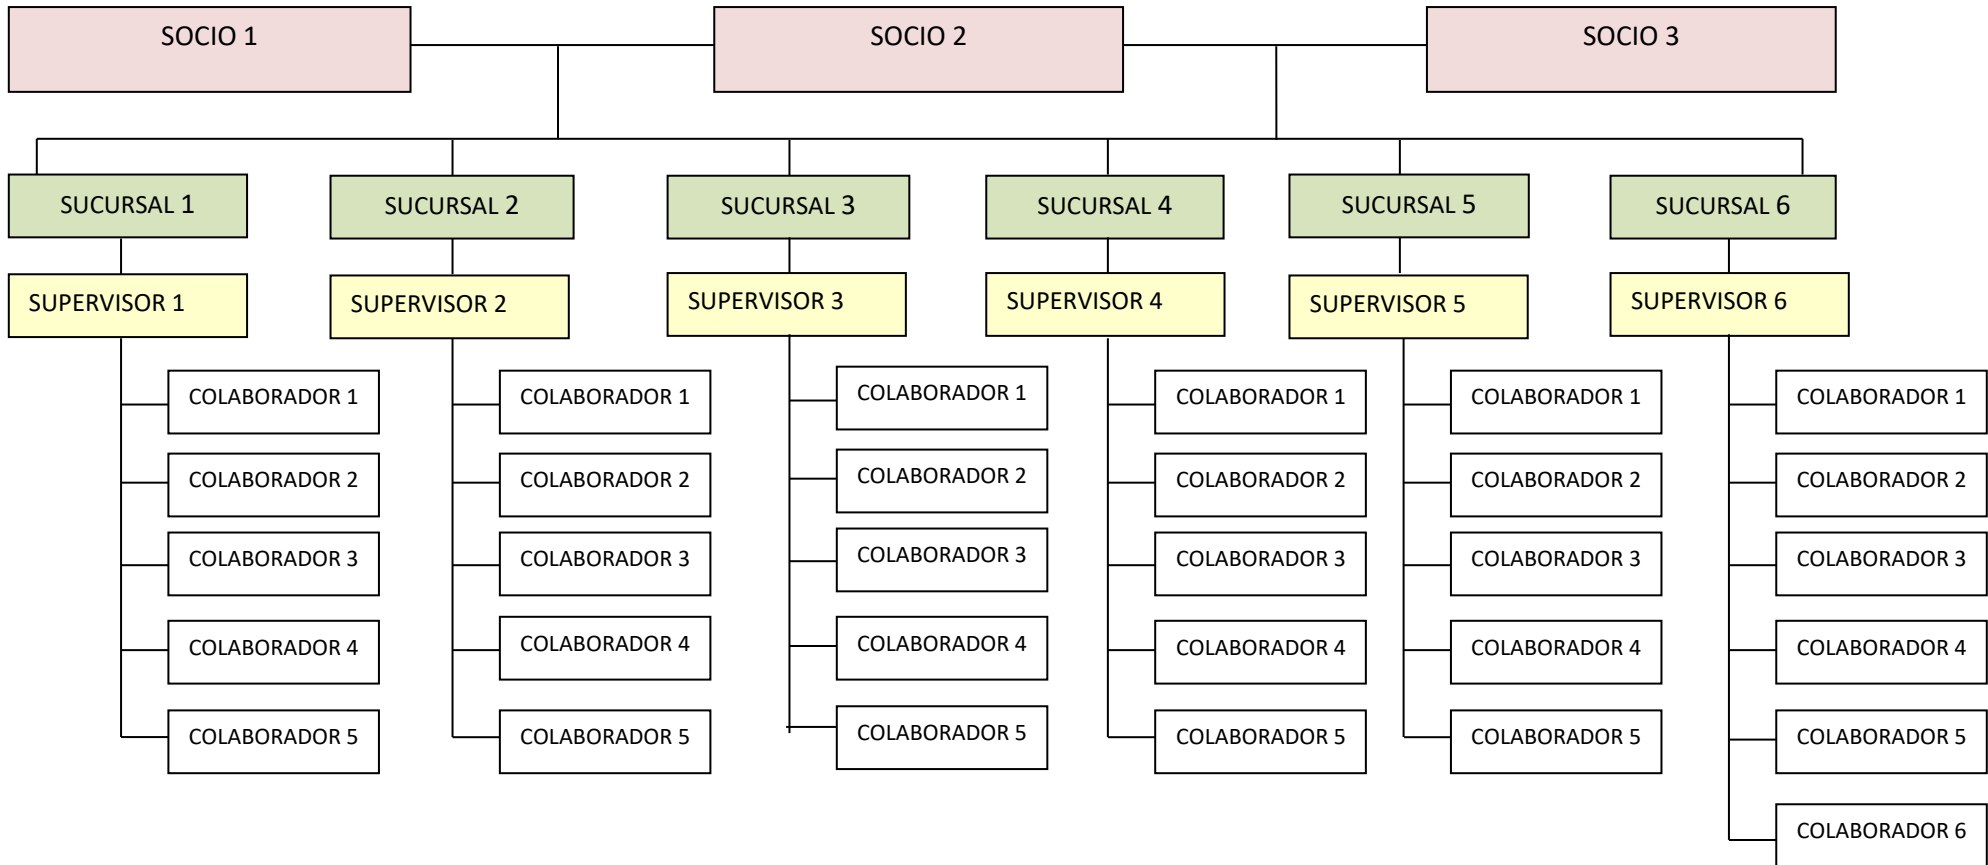 SOCIO 1
SOCIO 2
SOCIO 3
SUCURSAL 1
SUCURSAL 2
SUCURSAL 3
SUCURSAL 4
SUCURSAL 5
SUCURSAL 6
SUPERVISOR 1
SUPERVISOR 2
SUPERVISOR 3
SUPERVISOR 4
SUPERVISOR 5
SUPERVISOR 6
COLABORADOR 1
COLABORADOR 1
COLABORADOR 1
COLABORADOR 1
COLABORADOR 1
COLABORADOR 1
COLABORADOR 2
COLABORADOR 2
COLABORADOR 2
COLABORADOR 2
COLABORADOR 2
COLABORADOR 2
COLABORADOR 3
COLABORADOR 3
COLABORADOR 3
COLABORADOR 3
COLABORADOR 3
COLABORADOR 3
COLABORADOR 4
COLABORADOR 4
COLABORADOR 4
COLABORADOR 4
COLABORADOR 4
COLABORADOR 4
COLABORADOR 5
COLABORADOR 5
COLABORADOR 5
COLABORADOR 5
COLABORADOR 5
COLABORADOR 5
COLABORADOR 6